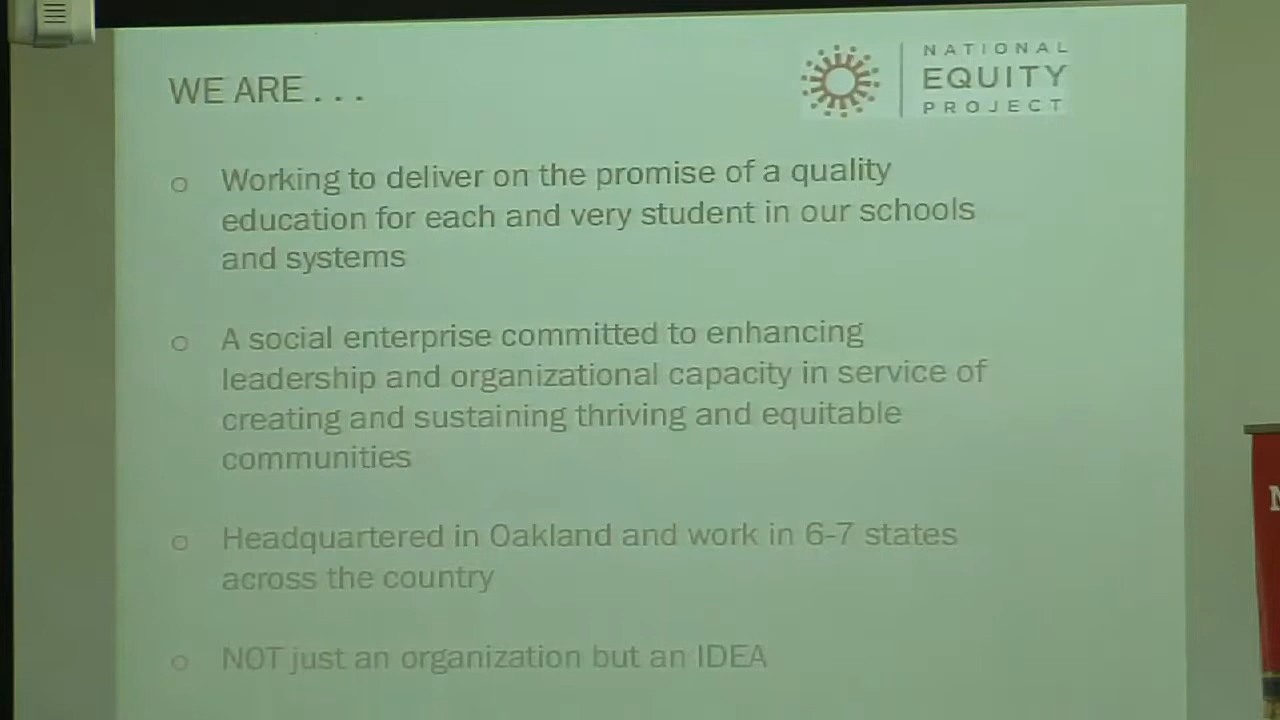 WE ARE . . .
NATIONAL
EQUITY
PROJECT
o Working to deliver on the promise of a quality
education for each and very student in our schools
and systems
o A social enterprise committed to enhancing
leadership and organizational capacity in service of
creating and sustaining thriving and equitable
communities
o Headquartered in Oakland and work in 6-7 states
across the country
o NOT just an organization but an IDEA